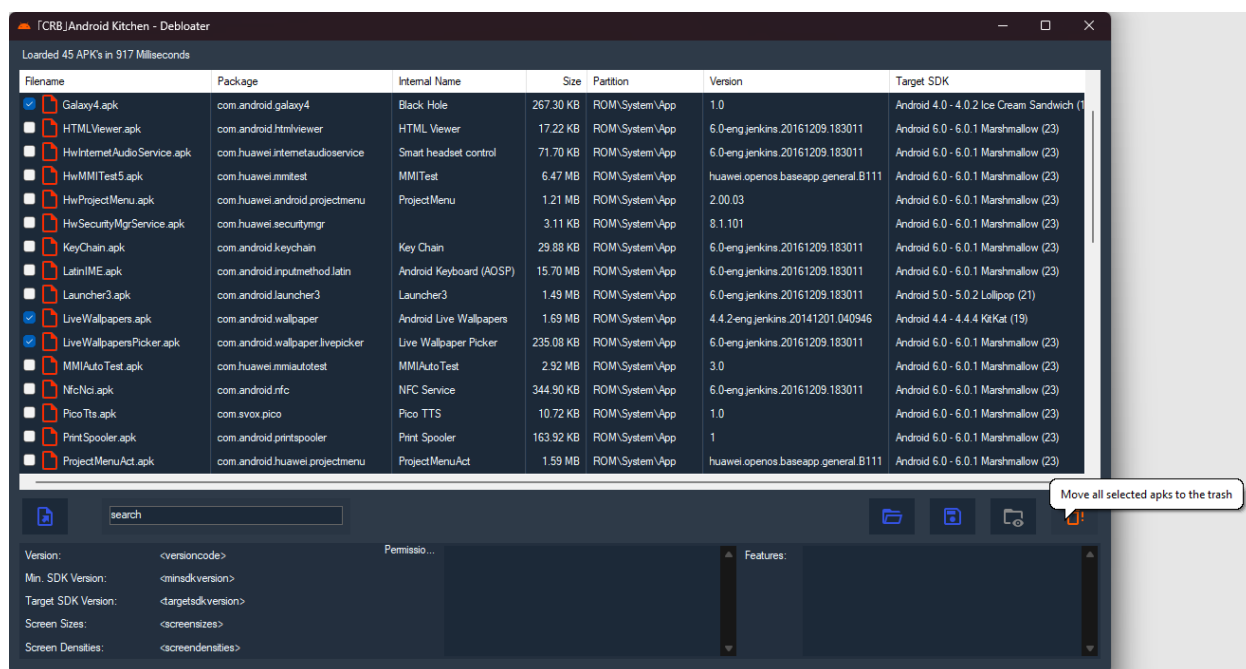 「CRB」Android Kitchen - Debloater
Loarded 45 APK's in 917 Milliseconds
Filename Package Internal Name Size Partition Version Target SDK
Galaxy4.apk com.android.galaxy4 Black Hole 267.30 KB ROM\System\App 1.0 Android 4.0 - 4.0.2 Ice Cream Sandwich (1
HTMLViewer.apk com.android.htmlviewer HTML Viewer 17.22 KB ROM\System\App 6.0-eng.jenkins.20161209.183011 Android 6.0 - 6.0.1 Marshmallow (23)
HwInternetAudioService.apk com.huawei.internetaudioservice Smart headset control 71.70 KB ROM\System\App 6.0-eng.jenkins.20161209.183011 Android 6.0 - 6.0.1 Marshmallow (23)
HwMMITest5.apk com.huawei.mmitest MMITest 6.47 MB ROM\System\App huawei.openos.baseapp.general.B111 Android 6.0 - 6.0.1 Marshmallow (23)
HwProjectMenu.apk com.huawei.android.projectmenu ProjectMenu 1.21 MB ROM\System\App 2.00.03 Android 6.0 - 6.0.1 Marshmallow (23)
HwSecurityMgrService.apk com.huawei.securitymgr 3.11 KB ROM\System\App 8.1.101 Android 6.0 - 6.0.1 Marshmallow (23)
KeyChain.apk com.android.keychain Key Chain 29.88 KB ROM\System\App 6.0-eng.jenkins.20161209.183011 Android 6.0 - 6.0.1 Marshmallow (23)
LatinIME.apk com.android.inputmethod.latin Android Keyboard (AOSP) 15.70 MB ROM\System\App 6.0-eng.jenkins.20161209.183011 Android 6.0 - 6.0.1 Marshmallow (23)
Launcher3.apk com.android.launcher3 Launcher3 1.49 MB ROM\System\App 6.0-eng.jenkins.20161209.183011 Android 5.0 - 5.0.2 Lollipop (21)
LiveWallpapers.apk com.android.wallpaper Android Live Wallpapers 1.69 MB ROM\System\App 4.4.2-eng.jenkins.20141201.040946 Android 4.4 - 4.4.4 KitKat (19)
LiveWallpapersPicker.apk com.android.wallpaper.livepicker Live Wallpaper Picker 235.08 KB ROM\System\App 6.0-eng.jenkins.20161209.183011 Android 6.0 - 6.0.1 Marshmallow (23)
MMIAutoTest.apk com.huawei.mmiautotest MMIAutoTest 2.92 MB ROM\System\App 3.0 Android 6.0 - 6.0.1 Marshmallow (23)
NfcNci.apk com.android.nfc NFC Service 344.90 KB ROM\System\App 6.0-eng.jenkins.20161209.183011 Android 6.0 - 6.0.1 Marshmallow (23)
PicoTts.apk com.svox.pico Pico TTS 10.72 KB ROM\System\App 1.0 Android 6.0 - 6.0.1 Marshmallow (23)
PrintSpooler.apk com.android.printspooler Print Spooler 163.92 KB ROM\System\App 1 Android 6.0 - 6.0.1 Marshmallow (23)
ProjectMenuAct.apk com.android.huawei.projectmenu ProjectMenuAct 1.59 MB ROM\System\App huawei.openos.baseapp.general.B111 Android 6.0 - 6.0.1 Marshmallow (23)
Move all selected apks to the trash
search
Version: <versioncode> Permissio... Features:
Min. SDK Version: <minsdkversion>
Target SDK Version: <targetsdkversion>
Screen Sizes: <screensizes>
Screen Densities: <screendensities>